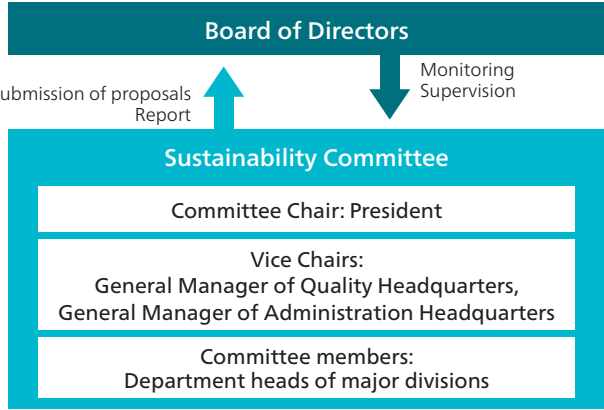 Board of Directors
ubmission of proposals
Report
Monitoring
Supervision
Sustainability Committee
Committee Chair: President
Vice Chairs:
General Manager of Quality Headquarters,
General Manager of Administration Headquarters
Committee members:
Department heads of major divisions